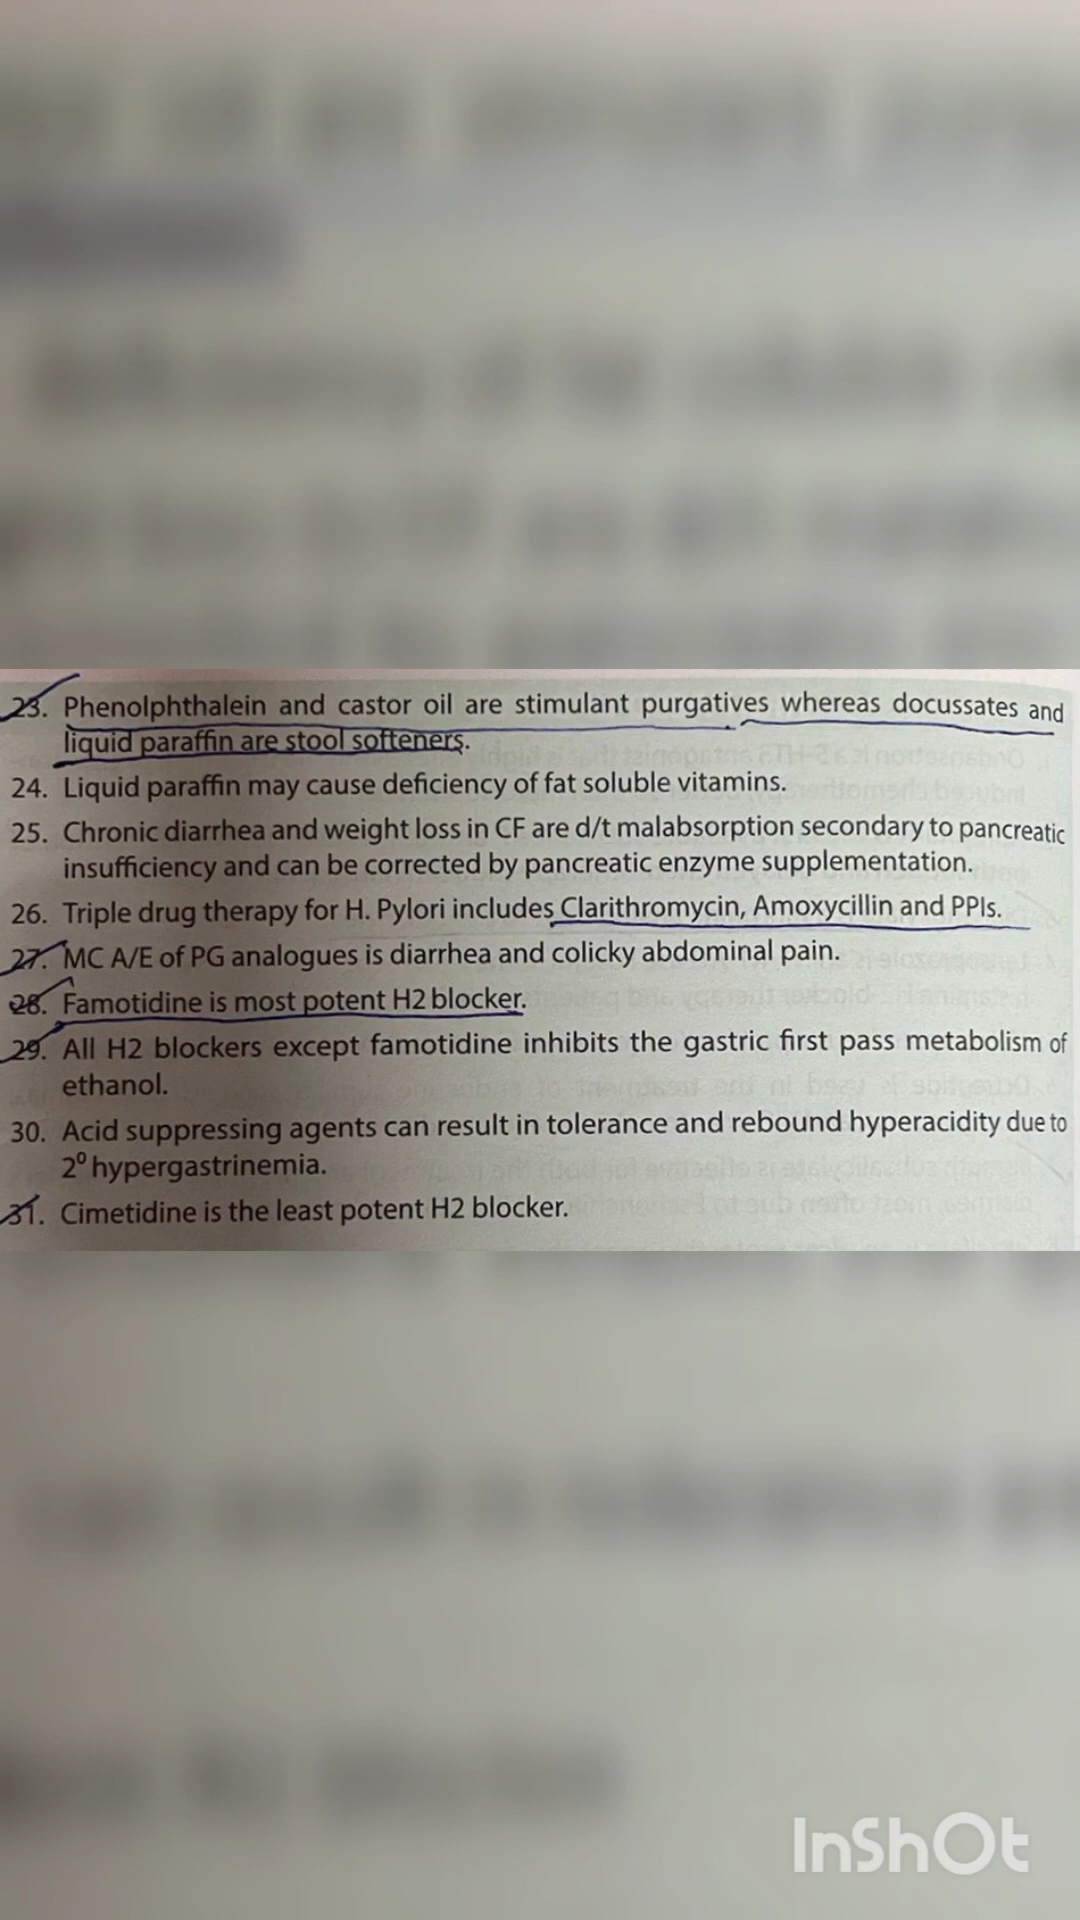 23. Phenolphthalein and castor oil are stimulant purgatives whereas docussates and
liquid paraffin are stool softeners.
24. Liquid paraffin may cause deficiency of fat soluble vitamins.
25. Chronic diarrhea and weight loss in CF are d/t malabsorption secondary to pancreatic
insufficiency and can be corrected by pancreatic enzyme supplementation.
26. Triple drug therapy for H. Pylori includes Clarithromycin, Amoxycillin and PPIs.
27. MC A/E of PG analogues is diarrhea and colicky abdominal pain.
28. Famotidine is most potent H2 blocker.
29. All H2 blockers except famotidine inhibits the gastric first pass metabolism of
ethanol.
30. Acid suppressing agents can result in tolerance and rebound hyperacidity due to
2⁰ hypergastrinemia.
31. Cimetidine is the least potent H2 blocker.
InShOt